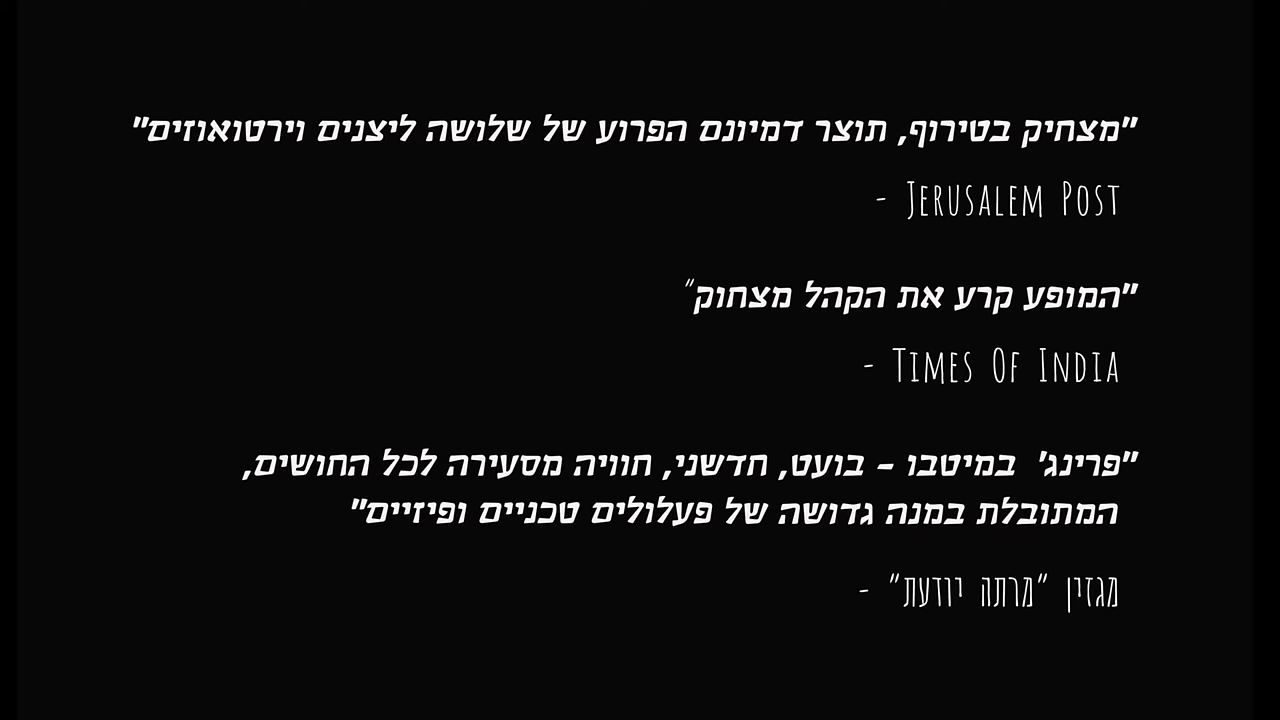 "מצחיק בטירוף, תוצר דמיונם הפרוע של שלושה ליצנים וירטואוזים"
- Jerusalem Post
"המופע קרע את הקהל מצחוק"
- Times Of India
"פרינג' במיטבו - בועט, חדשני, חוויה מסעירה לכל החושים,
המתובלת במנה גדושה של פעלולים טכניים ופיזיים"
מגזין "מרתה יודעת" -